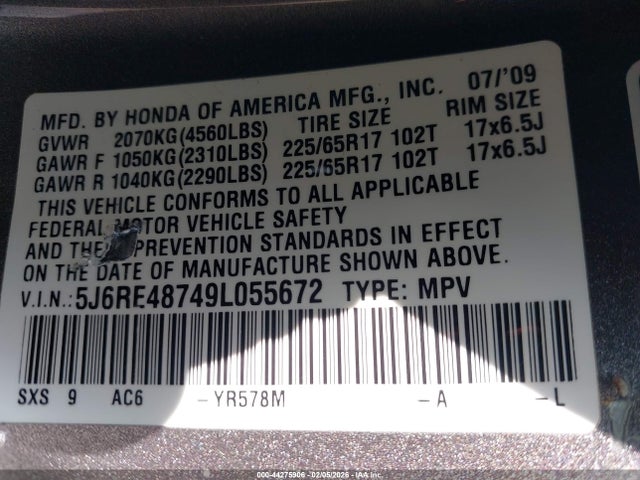 MFD. BY HONDA OF AMERICA MFG., INC. 07/'09
GVWR 2070KG(4560LBS) TIRE SIZE RIM SIZE
GAWR F 1050KG(2310LBS) 225/65R17 102T 17x6.5J
GAWR R 1040KG(2290LBS) 225/65R17 102T 17x6.5J
THIS VEHICLE CONFORMS TO ALL APPLICABLE
FEDERAL MOTOR VEHICLE SAFETY
AND PREVENTION STANDARDS IN EFFECT
ON THE DATE OF MANUFACTURE SHOWN ABOVE.
V.I.N.: 5J6RE48749L055672 TYPE: MPV
SXS 9 AC6 - YR578M - A - L
000-44275906 - 02/05/2026 - IAA Inc. - Copyright